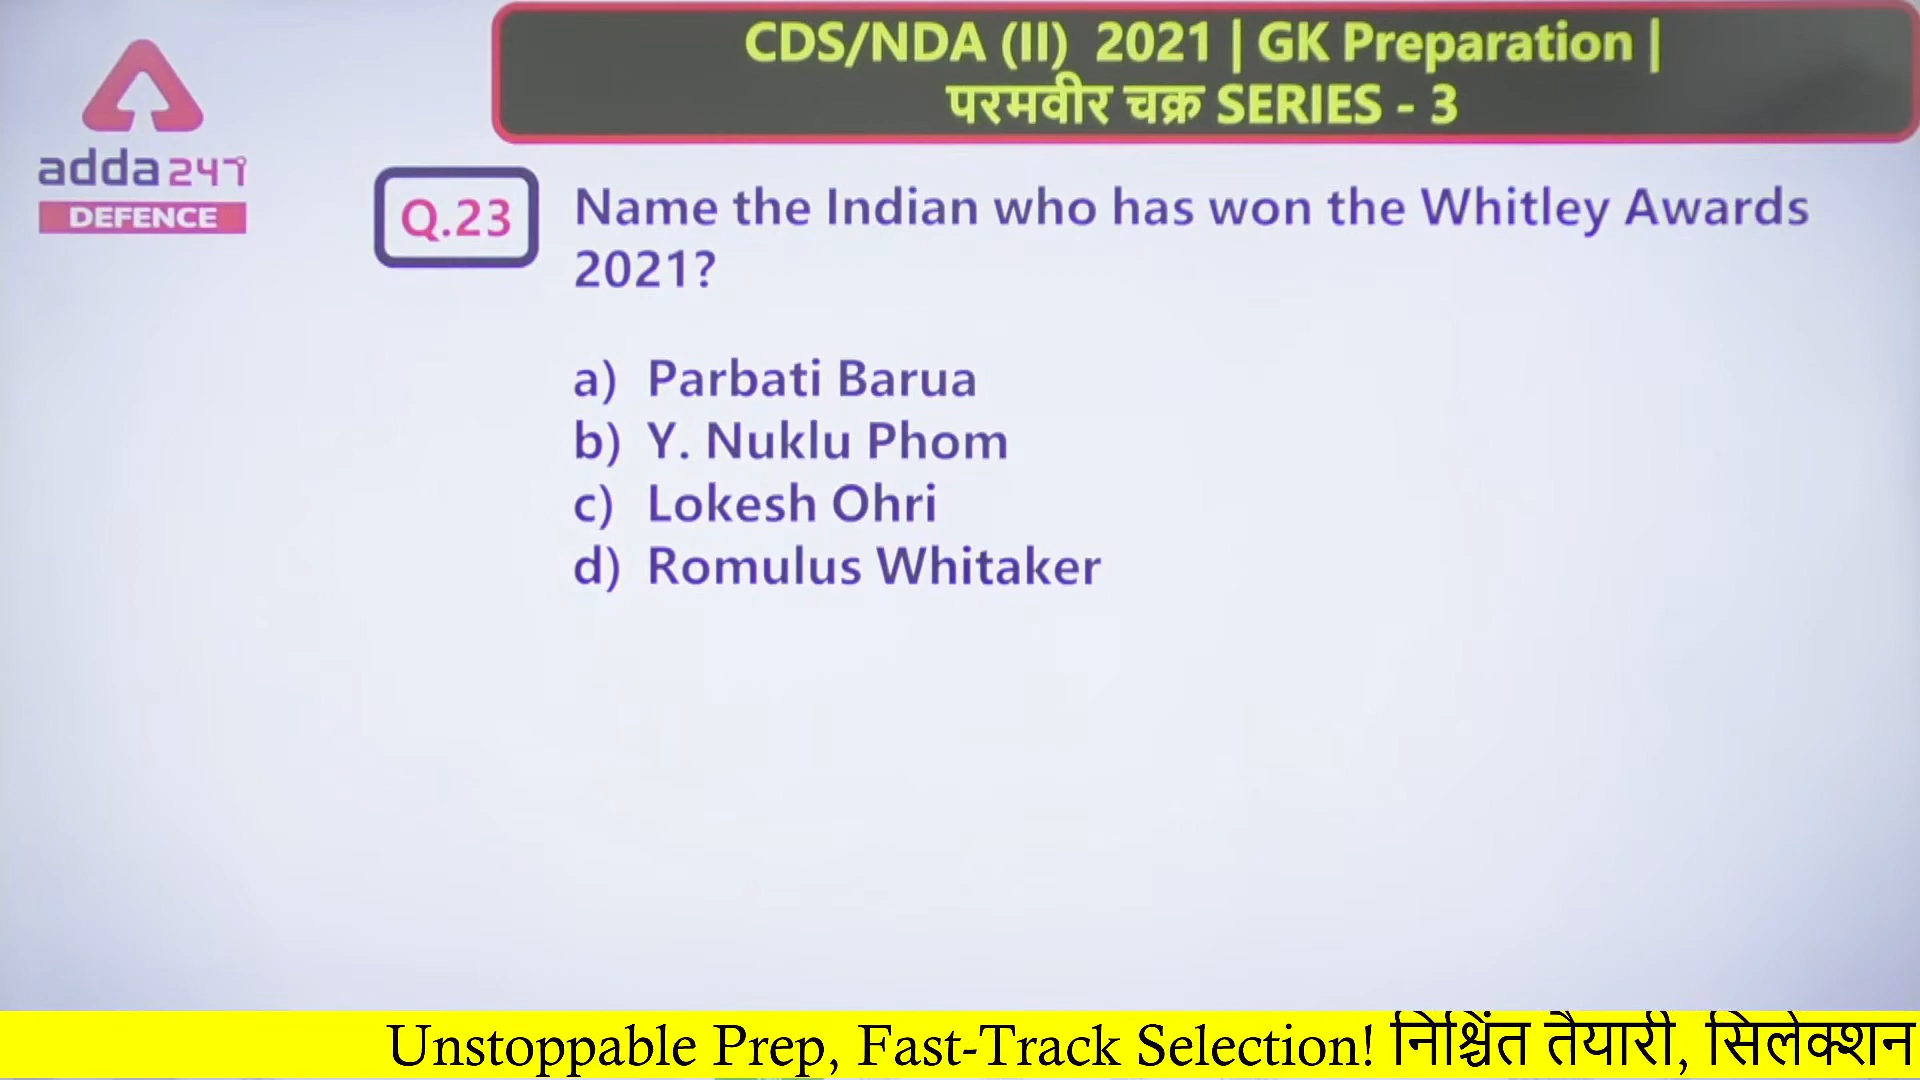 CDS/NDA (II) 2021 | GK Preparation |
परमवीर चक्र SERIES - 3
adda247
DEFENCE
Q.23 Name the Indian who has won the Whitley Awards
2021?
a) Parbati Barua
b) Y. Nuklu Phom
c) Lokesh Ohri
d) Romulus Whitaker
Unstoppable Prep, Fast-Track Selection! निश्चिंत तैयारी, सिलेक्शन